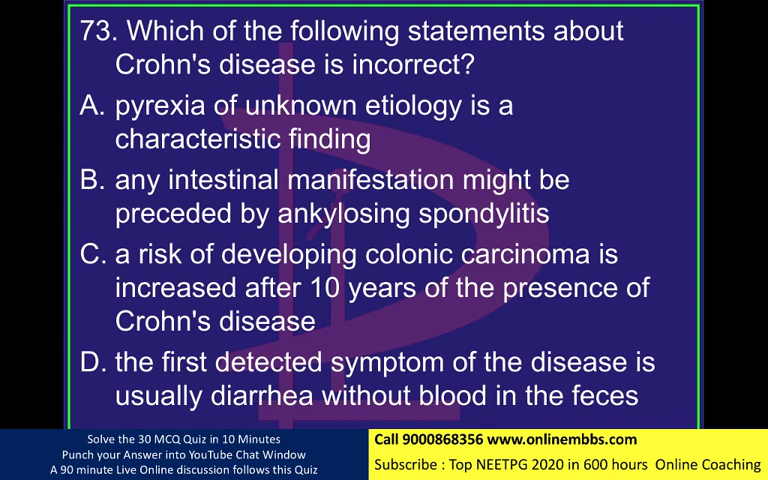 73. Which of the following statements about
Crohn's disease is incorrect?
A. pyrexia of unknown etiology is a
characteristic finding
B. any intestinal manifestation might be
preceded by ankylosing spondylitis
C. a risk of developing colonic carcinoma is
increased after 10 years of the presence of
Crohn's disease
D. the first detected symptom of the disease is
usually diarrhea without blood in the feces
Solve the 30 MCQ Quiz in 10 Minutes
Punch your Answer into YouTube Chat Window
A 90 minute Live Online discussion follows this Quiz
Call 9000868356 www.onlinembbs.com
Subscribe : Top NEETPG 2020 in 600 hours Online Coaching